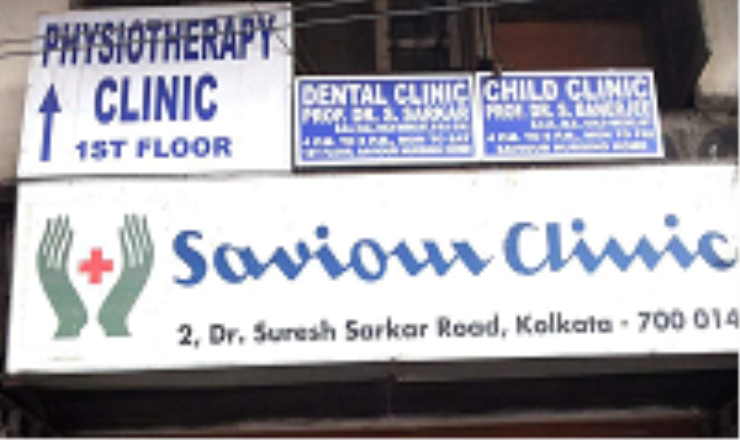 PHYSIOTHERAPY
CLINIC
1ST FLOOR
DENTAL CLINIC
PROF. DR. S. SARKAR
CHILD CLINIC
PROF. DR. S. BANERJEE
Saviour Clinic
2, Dr. Suresh Sarkar Road, Kolkata - 700 014